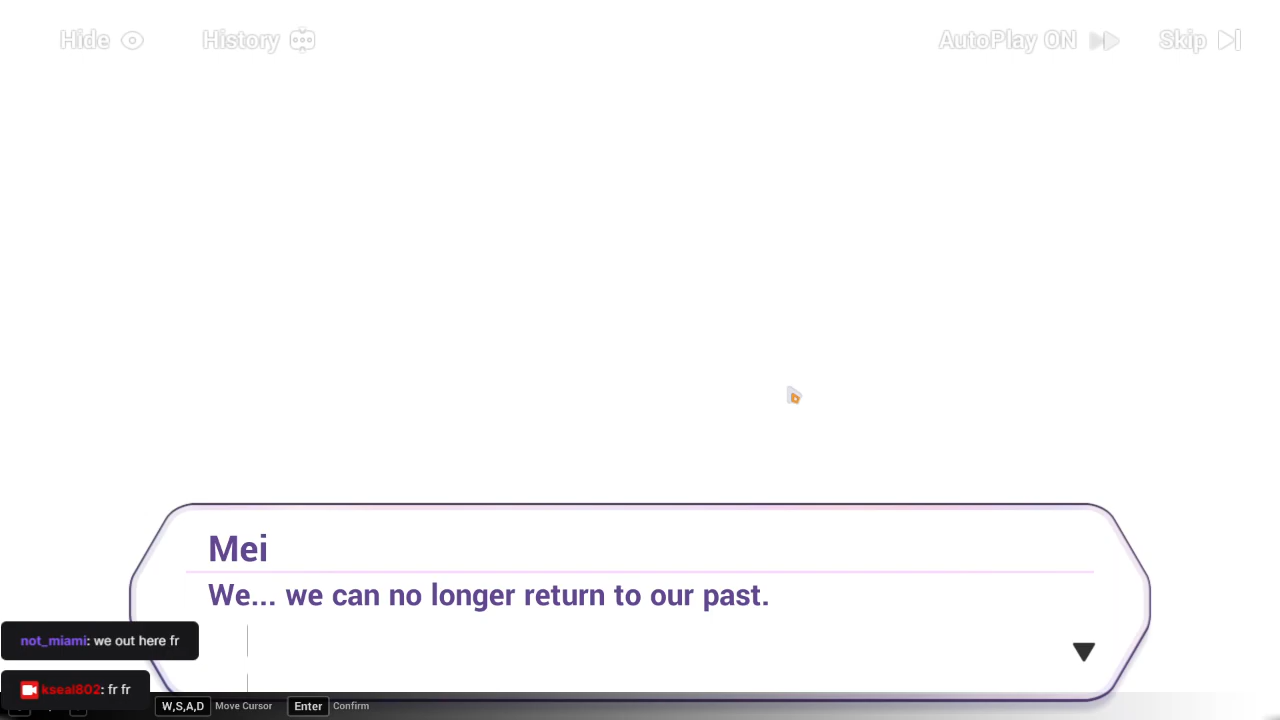 Hide
History
AutoPlay ON
Skip
Mei
We... we can no longer return to our past.
not_miami: we out here fr
kseal802: fr fr
W,S,A,D Move Cursor Enter Confirm